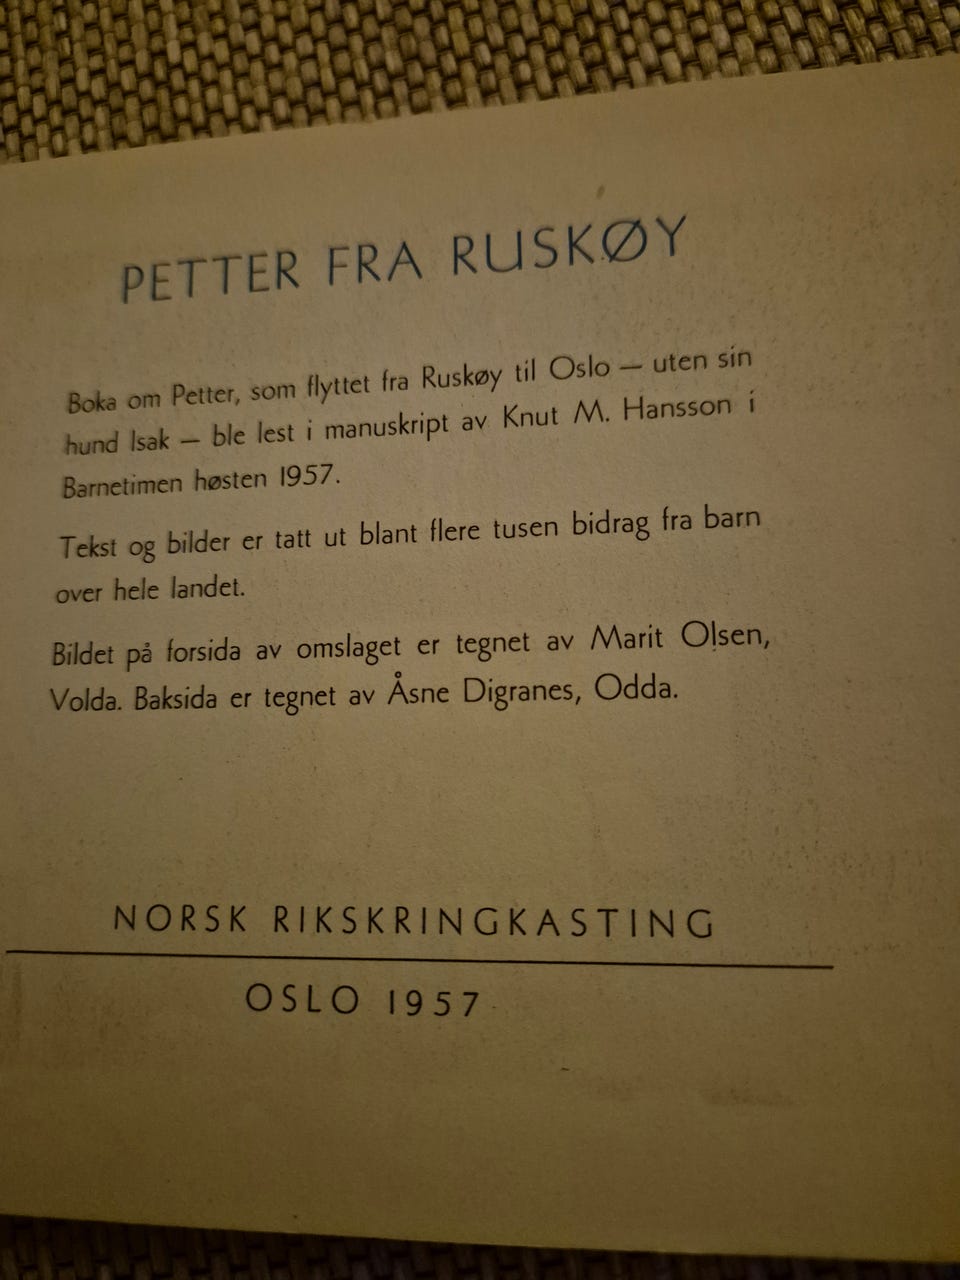 PETTER FRA RUSKØY
Boka om Petter, som flyttet fra Ruskøy til Oslo — uten sin
hund Isak — ble lest i manuskript av Knut M. Hansson i
Barnetimen høsten 1957.
Tekst og bilder er tatt ut blant flere tusen bidrag fra barn
over hele landet.
Bildet på forsida av omslaget er tegnet av Marit Olsen,
Volda. Baksida er tegnet av Åsne Digranes, Odda.
NORSK RIKSKRINGKASTING
OSLO 1957